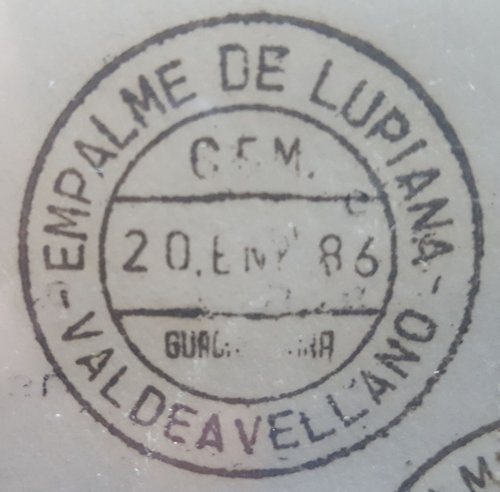 EMPALME DE LUPIANA
C.E.M.
20. ENE 86
- VALDEAVELLANO -